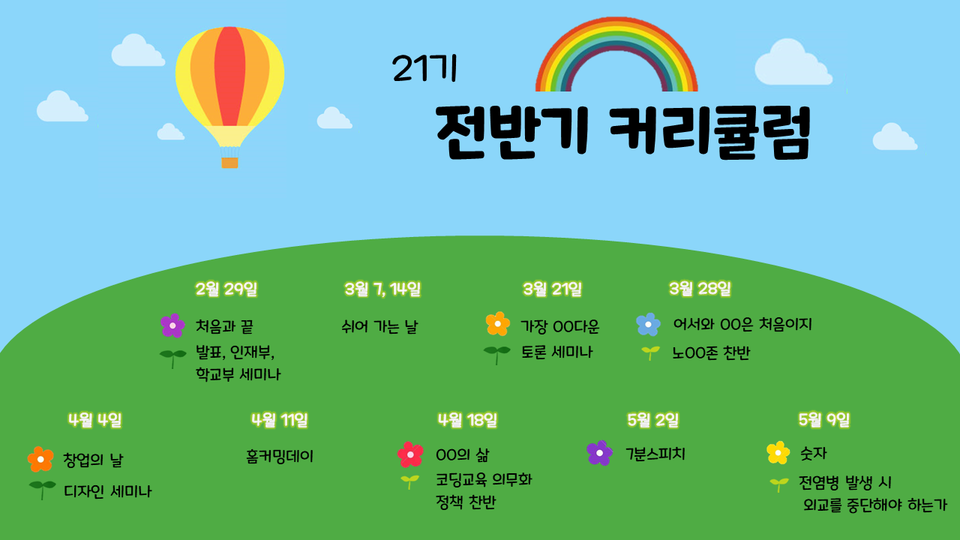 21기
전반기 커리큘럼
2월 29일
처음과 끝
발표, 인재부,
학교부 세미나
3월 7, 14일
쉬어 가는 날
3월 21일
가장 OO다운
토론 세미나
3월 28일
어서와 OO은 처음이지
노OO존 찬반
4월 4일
창업의 날
디자인 세미나
4월 11일
홈커밍데이
4월 18일
OO의 삶
코딩교육 의무화
정책 찬반
5월 2일
7분스피치
5월 9일
숫자
전염병 발생 시
외교를 중단해야 하는가